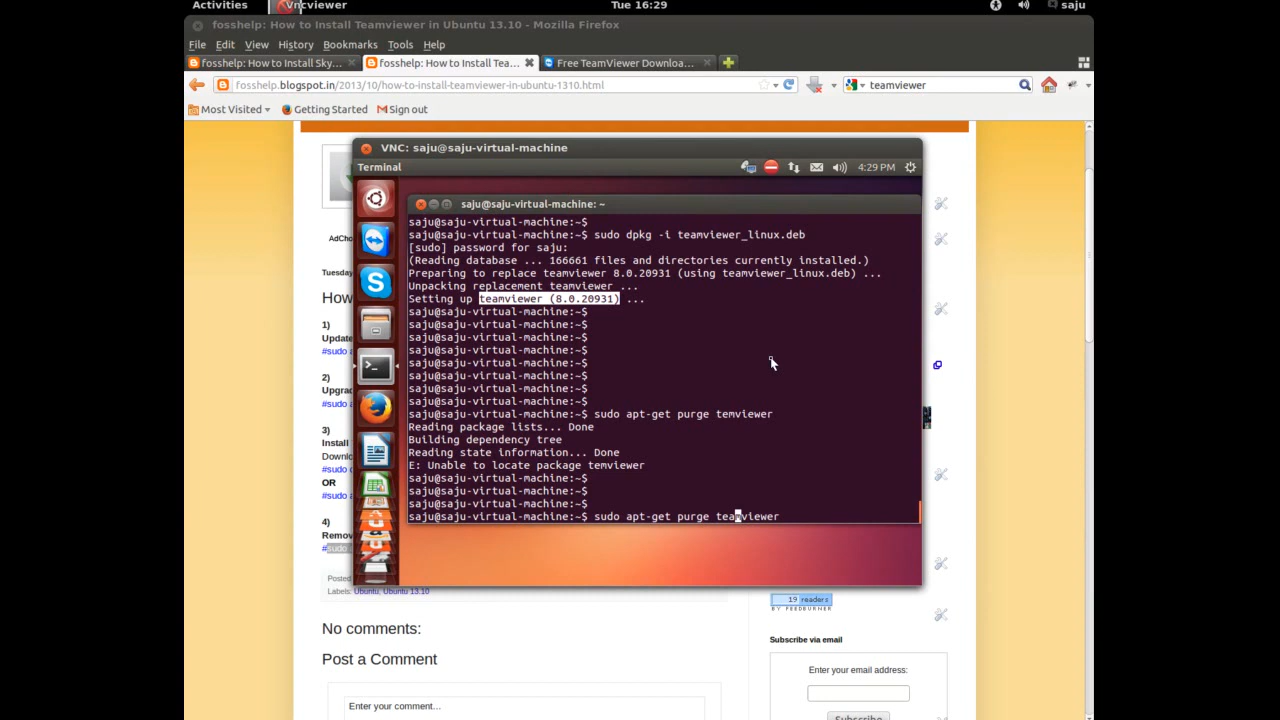 Activities
Vncviewer
Tue 16:29
saju
fosshelp: How to Install Teamviewer in Ubuntu 13.10 - Mozilla Firefox
File Edit View History Bookmarks Tools Help
fosshelp: How to Install Sky...
fosshelp: How to Install Tea...
Free TeamViewer Downloa...
fosshelp.blogspot.in/2013/10/how-to-install-teamviewer-in-ubuntu-1310.html
teamviewer
Most Visited
Getting Started
Sign out
VNC: saju@saju-virtual-machine
Terminal
4:29 PM
saju@saju-virtual-machine: ~
saju@saju-virtual-machine:~$
saju@saju-virtual-machine:~$ sudo dpkg -i teamviewer_linux.deb
[sudo] password for saju:
(Reading database ... 166661 files and directories currently installed.)
Preparing to replace teamviewer 8.0.20931 (using teamviewer_linux.deb) ...
Unpacking replacement teamviewer ...
Setting up teamviewer (8.0.20931) ...
saju@saju-virtual-machine:~$
saju@saju-virtual-machine:~$
saju@saju-virtual-machine:~$
saju@saju-virtual-machine:~$
saju@saju-virtual-machine:~$
saju@saju-virtual-machine:~$
saju@saju-virtual-machine:~$
saju@saju-virtual-machine:~$
saju@saju-virtual-machine:~$ sudo apt-get purge temviewer
Reading package lists... Done
Building dependency tree
Reading state information... Done
E: Unable to locate package temviewer
saju@saju-virtual-machine:~$
saju@saju-virtual-machine:~$
saju@saju-virtual-machine:~$
saju@saju-virtual-machine:~$ sudo apt-get purge teamviewer
AdCho
Tuesday
How
1)
Update
#sudo a
2)
Upgra
#sudo a
3)
Install
Downlo
#sudo
OR
#sudo
4)
Remov
#sudo
Posted
Labels: Ubuntu, Ubuntu 13.10
No comments:
Post a Comment
Enter your comment...
19 readers
BY FEEDBURNER
Subscribe via email
Enter your email address:
Subscribe